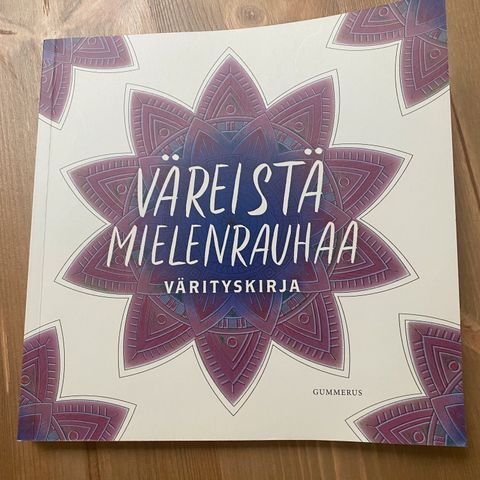 VÄREISTÄ
MIELENRAUHAA
VÄRITYSKIRJA
GUMMERUS